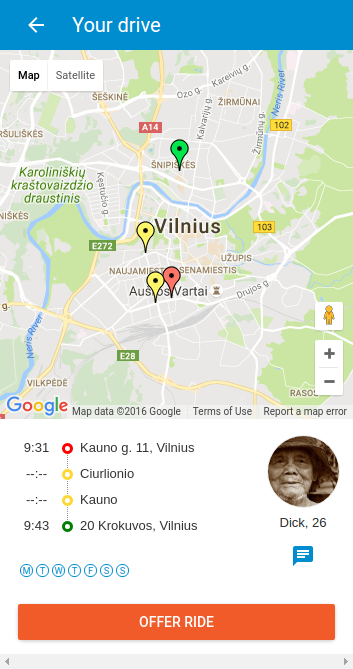 Your drive
Map Satellite
Kareivių g.
Ozo g.
ŠEŠKINĖ
ŽIRMŪNAI
Neris River
Kalvarijų g.
A14
102
Žirmūnų g.
RŠULIŠKĖS
ŠNIPIŠKĖS
Karoliniškių
kraštovaizdžio
draustinis
Kęstučio g.
NIŠKĖS
Vilnius
103
E272
UŽUPIS
NAUJAMIESTIS
SENAMIESTIS
Aušros Vartai
Drujos g.
Neris River
E28
VILKPĖDĖ
RASOS
Google
Map data ©2016 Google Terms of Use Report a map error
9:31 Kauno g. 11, Vilnius
--:-- Ciurlionio
--:-- Kauno
9:43 20 Krokuvos, Vilnius
Dick, 26
M T W T F S S
OFFER RIDE